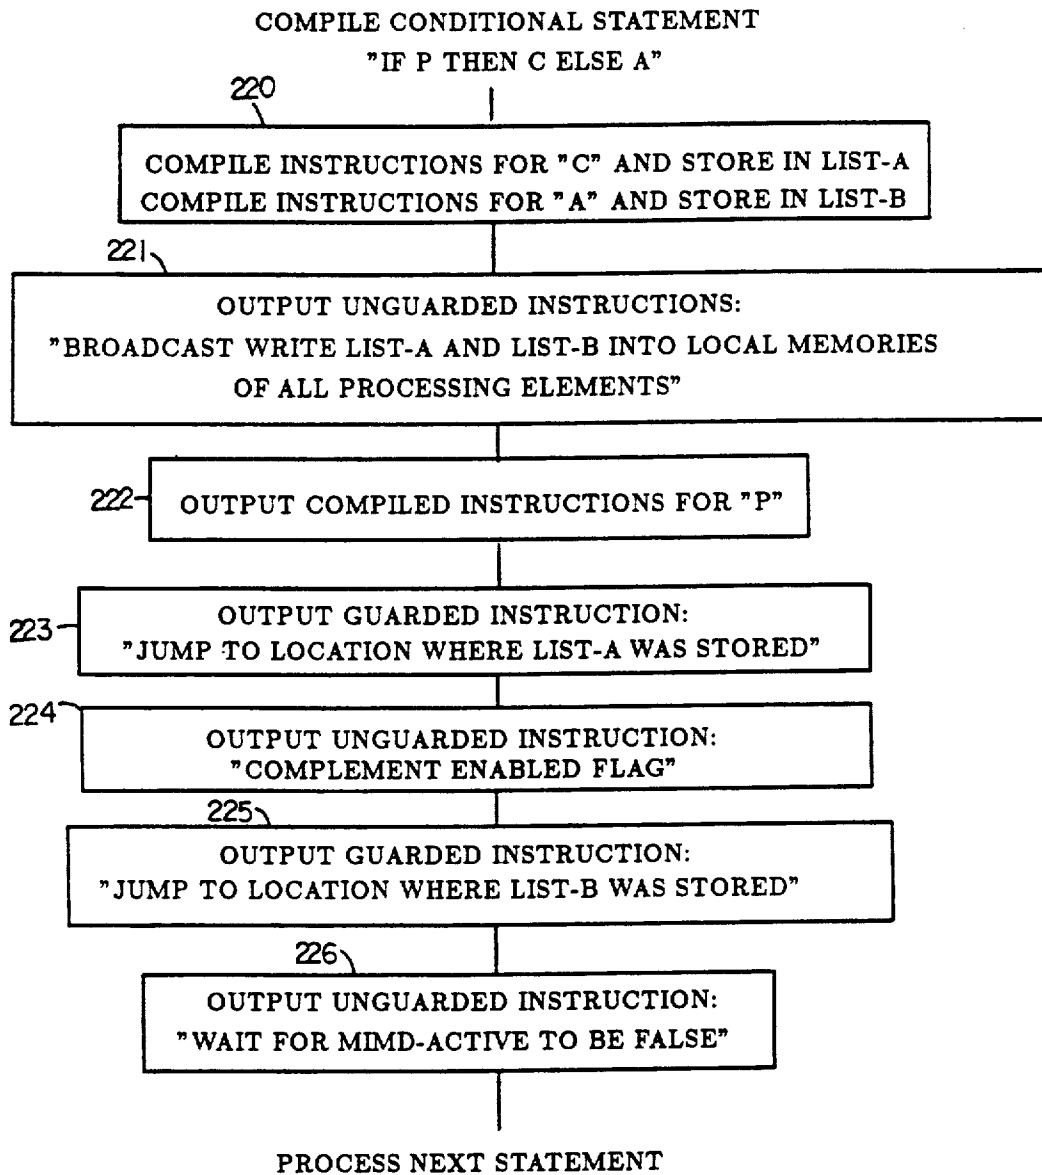 COMPILE CONDITIONAL STATEMENT
"IF P THEN C ELSE A"
220
COMPILE INSTRUCTIONS FOR "C" AND STORE IN LIST-A
COMPILE INSTRUCTIONS FOR "A" AND STORE IN LIST-B
221
OUTPUT UNGUARDED INSTRUCTIONS:
"BROADCAST WRITE LIST-A AND LIST-B INTO LOCAL MEMORIES
OF ALL PROCESSING ELEMENTS"
222
OUTPUT COMPILED INSTRUCTIONS FOR "P"
223
OUTPUT GUARDED INSTRUCTION:
"JUMP TO LOCATION WHERE LIST-A WAS STORED"
224
OUTPUT UNGUARDED INSTRUCTION:
"COMPLEMENT ENABLED FLAG"
225
OUTPUT GUARDED INSTRUCTION:
"JUMP TO LOCATION WHERE LIST-B WAS STORED"
226
OUTPUT UNGUARDED INSTRUCTION:
"WAIT FOR MIMD-ACTIVE TO BE FALSE"
PROCESS NEXT STATEMENT